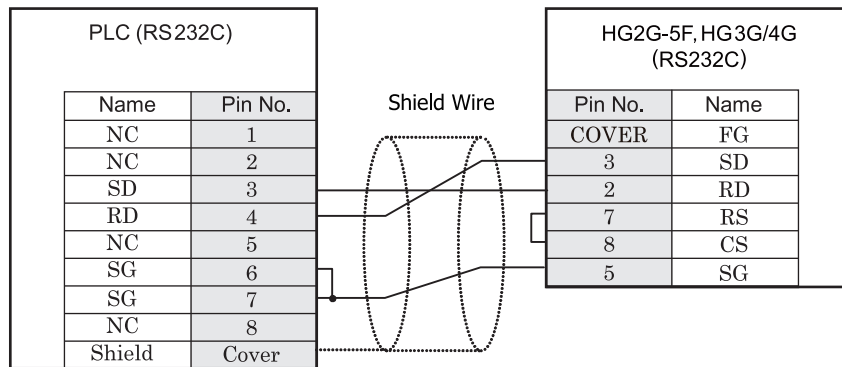 PLC (RS232C)
HG2G-5F, HG3G/4G
(RS232C)
Shield Wire
Name Pin No.
NC 1
NC 2
SD 3
RD 4
NC 5
SG 6
SG 7
NC 8
Shield Cover
Pin No. Name
COVER FG
3 SD
2 RD
7 RS
8 CS
5 SG